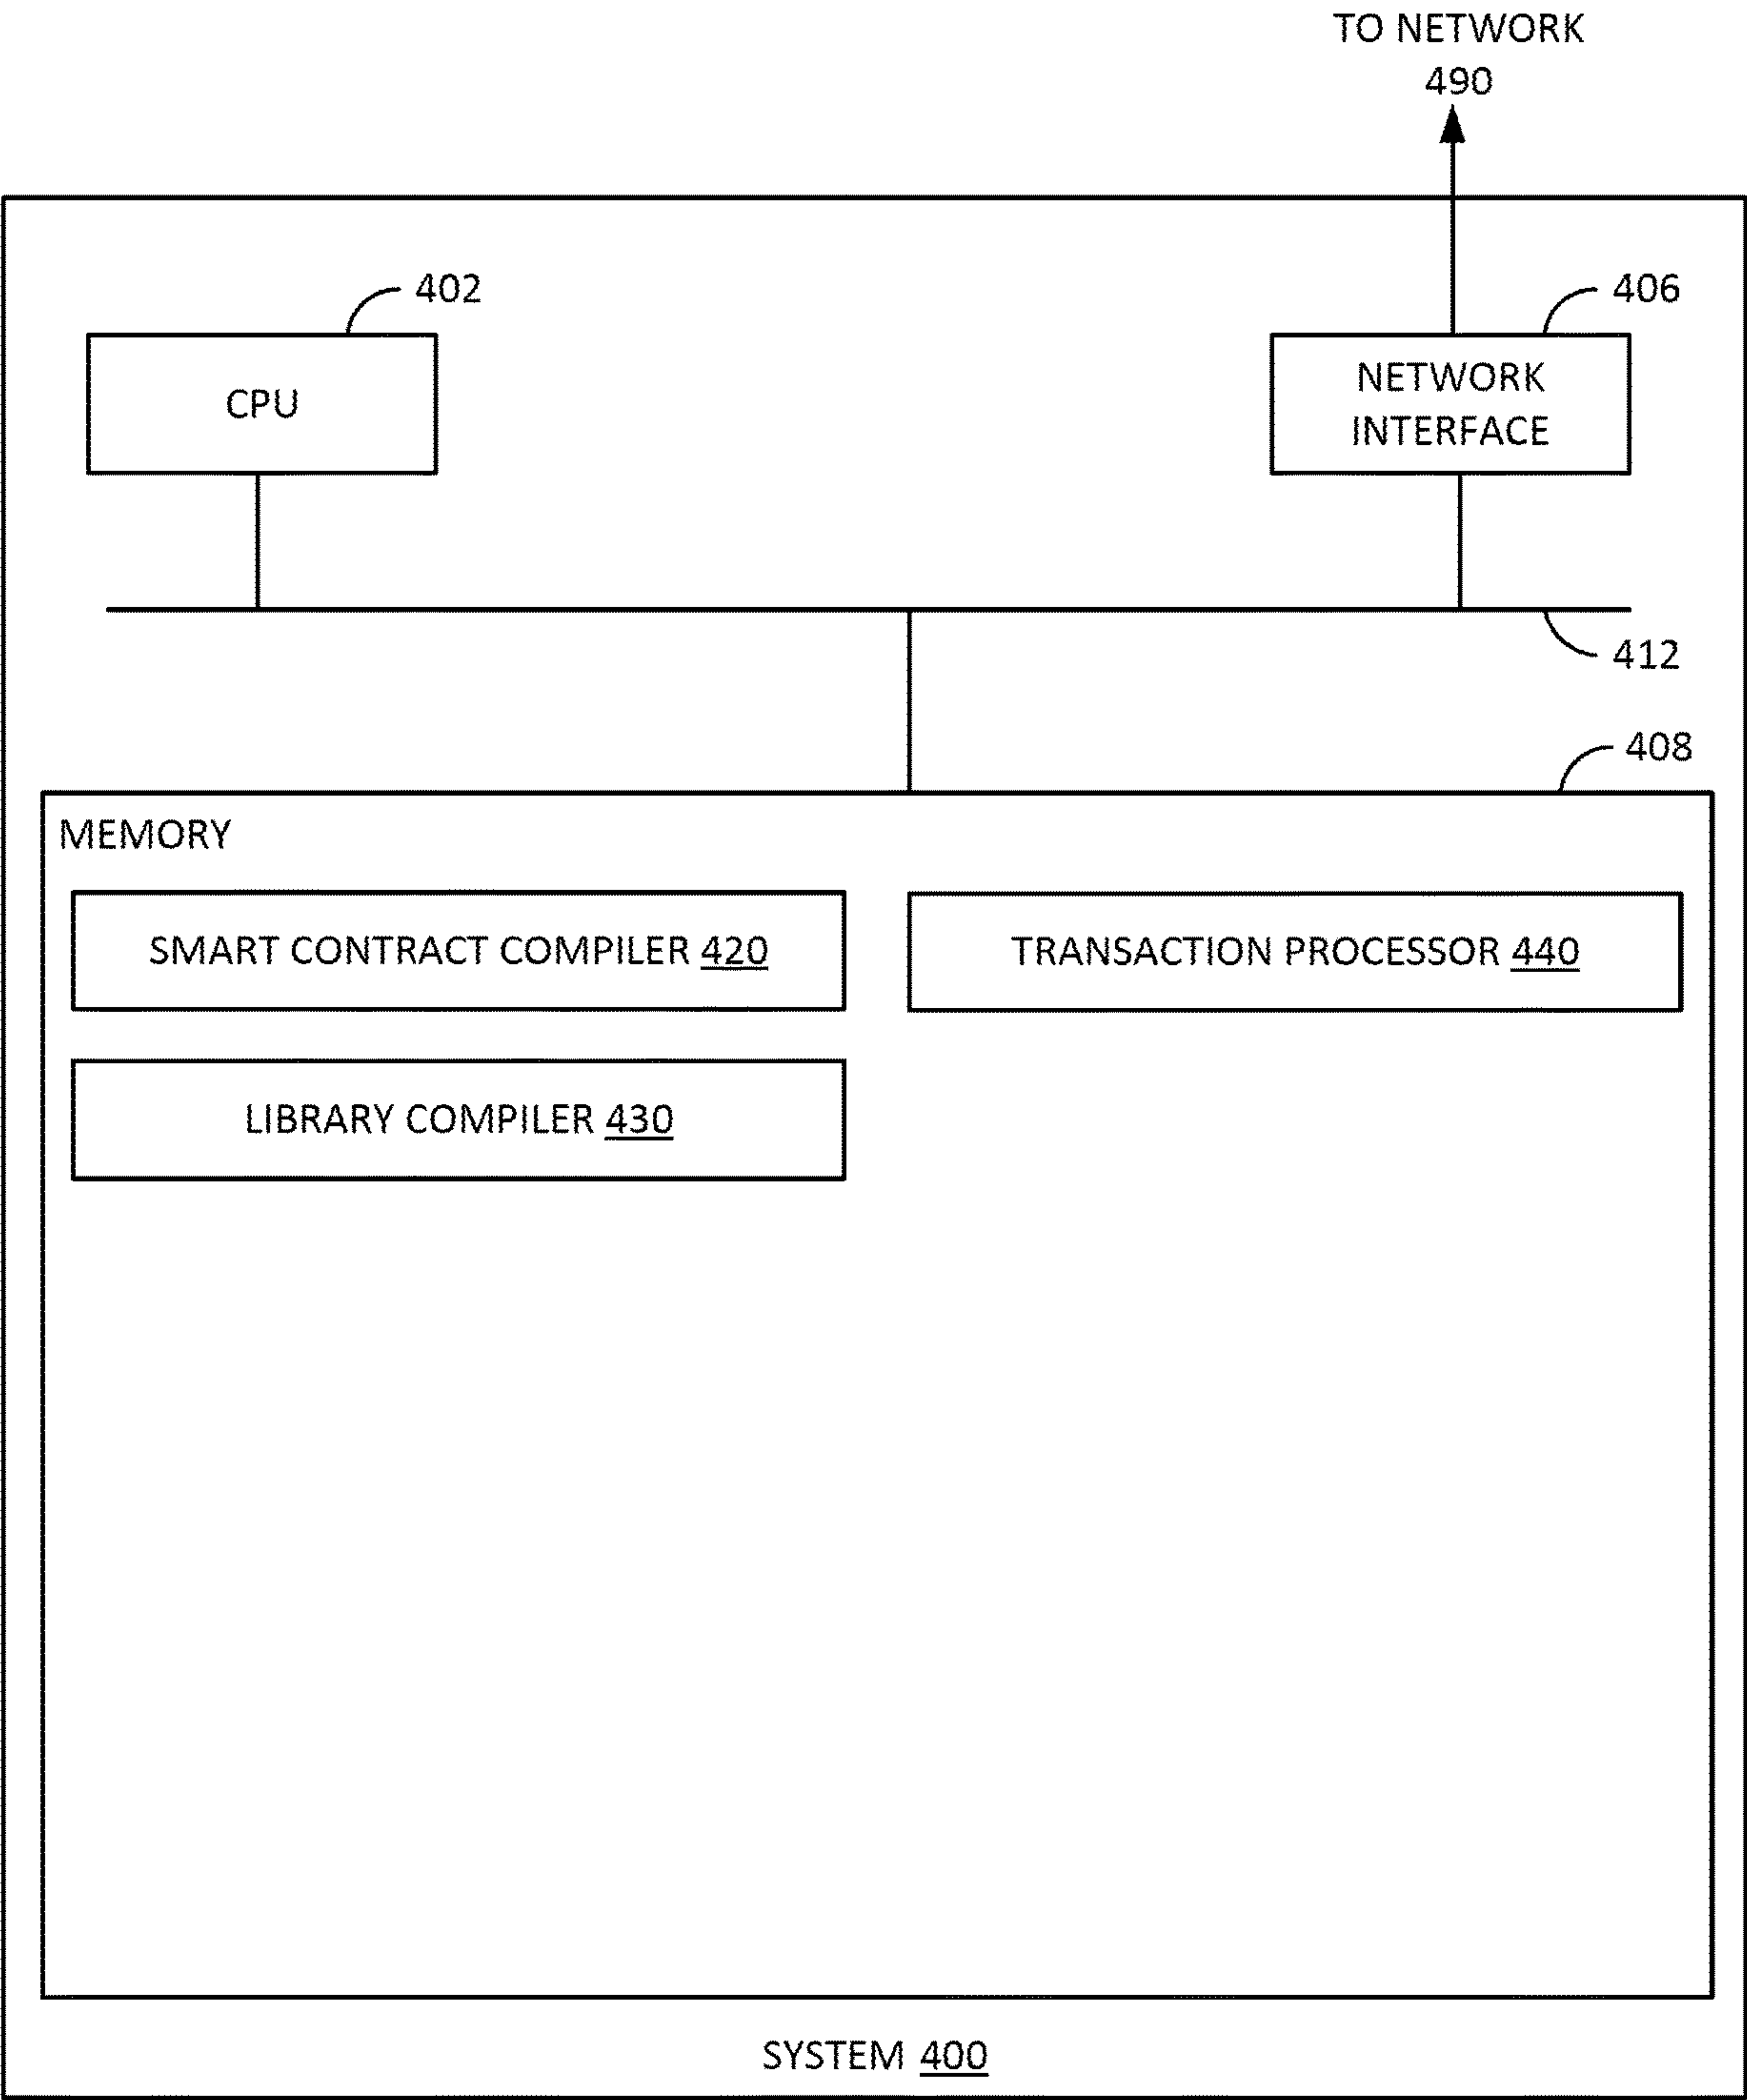 TO NETWORK
490
402
406
CPU
NETWORK
INTERFACE
412
408
MEMORY
SMART CONTRACT COMPILER 420
TRANSACTION PROCESSOR 440
LIBRARY COMPILER 430
SYSTEM 400